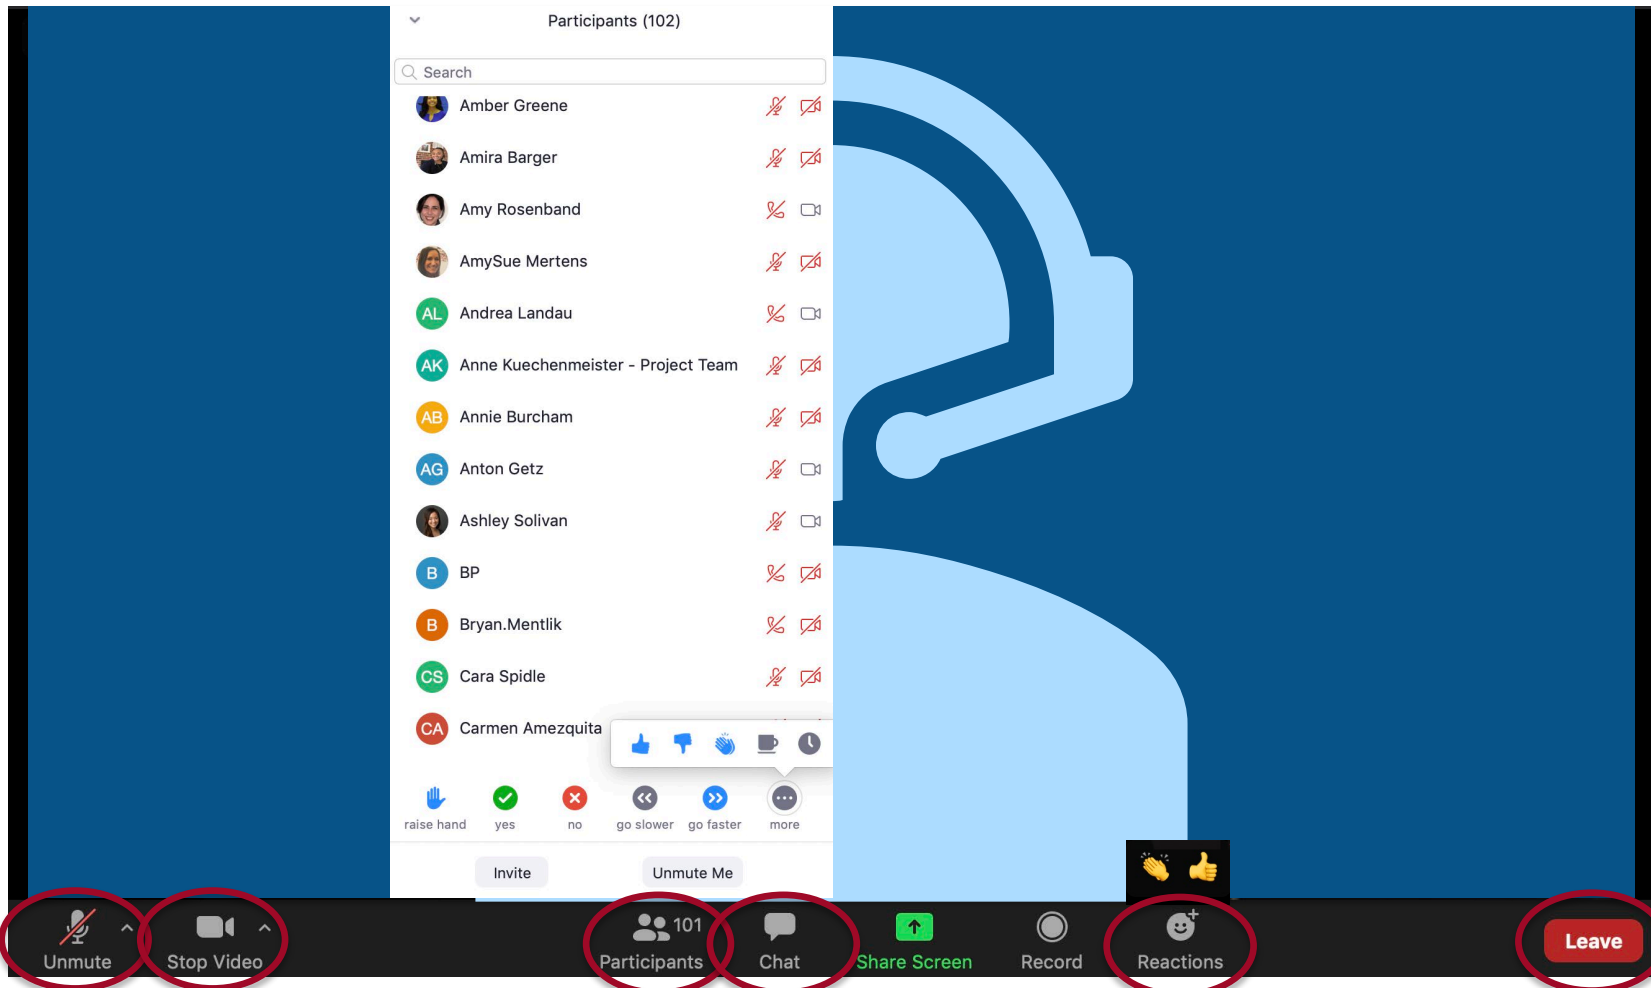 Participants (102)
Search
Amber Greene
Amira Barger
Amy Rosenband
AmySue Mertens
AL Andrea Landau
AK Anne Kuechenmeister - Project Team
AB Annie Burcham
AG Anton Getz
Ashley Solivan
B BP
B Bryan.Mentlik
CS Cara Spidle
CA Carmen Amezquita
raise hand yes no go slower go faster more
Invite Unmute Me
101
Unmute Stop Video Participants Chat Share Screen Record Reactions Leave